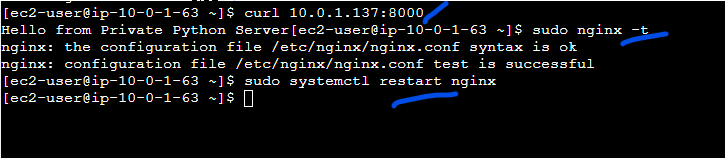 [ec2-user@ip-10-0-1-63 ~]$ curl 10.0.1.137:8000
Hello from Private Python Server[ec2-user@ip-10-0-1-63 ~]$ sudo nginx -t
nginx: the configuration file /etc/nginx/nginx.conf syntax is ok
nginx: configuration file /etc/nginx/nginx.conf test is successful
[ec2-user@ip-10-0-1-63 ~]$ sudo systemctl restart nginx
[ec2-user@ip-10-0-1-63 ~]$